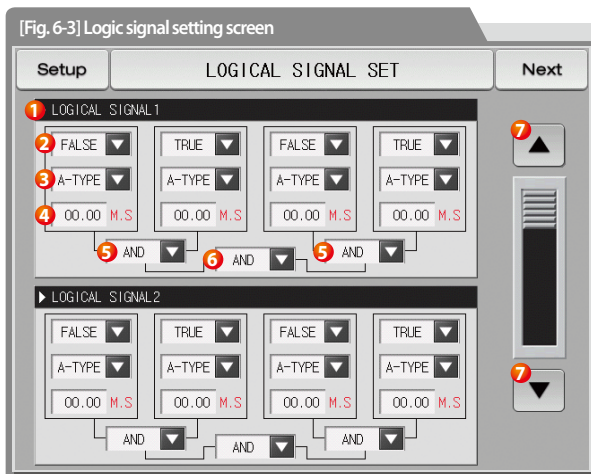 [Fig. 6-3] Logic signal setting screen
Setup LOGICAL SIGNAL SET Next
1 LOGICAL SIGNAL1 7
2 FALSE TRUE FALSE TRUE
3 A-TYPE A-TYPE A-TYPE A-TYPE
4 00.00 M.S 00.00 M.S 00.00 M.S 00.00 M.S
5 AND 6 AND 5 AND
LOGICAL SIGNAL2
FALSE TRUE FALSE TRUE
A-TYPE A-TYPE A-TYPE A-TYPE 7
00.00 M.S 00.00 M.S 00.00 M.S 00.00 M.S
AND AND AND